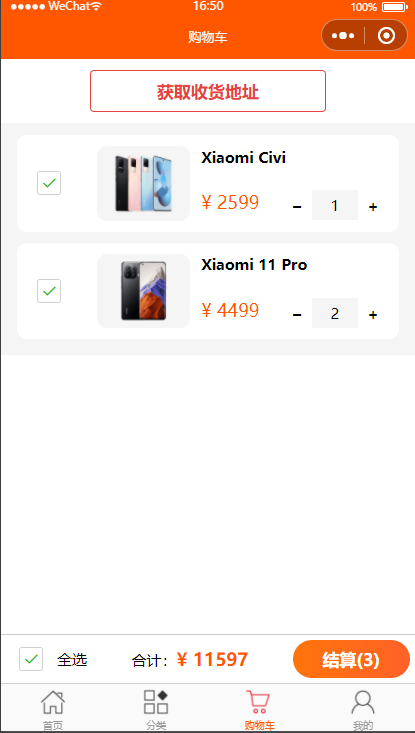 WeChat 16:50 100%
购物车
获取收货地址
Xiaomi Civi
¥ 2599 - 1 +
Xiaomi 11 Pro
¥ 4499 - 2 +
全选 合计: ¥ 11597 结算(3)
首页 分类 购物车 我的